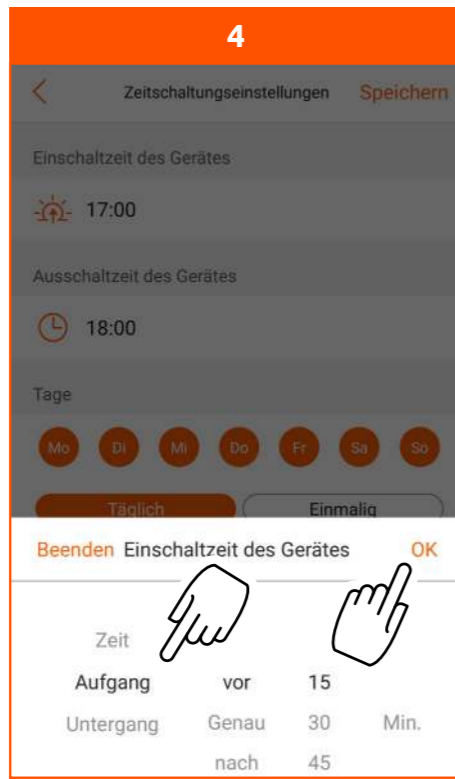 4
Zeitschaltungseinstellungen Speichern
Einschaltzeit des Gerätes
17:00
Ausschaltzeit des Gerätes
18:00
Tage
Mo Di Mi Do Fr Sa So
Täglich Einmalig
Beenden Einschaltzeit des Gerätes OK
Zeit
Aufgang vor 15
Untergang Genau 30 Min.
nach 45